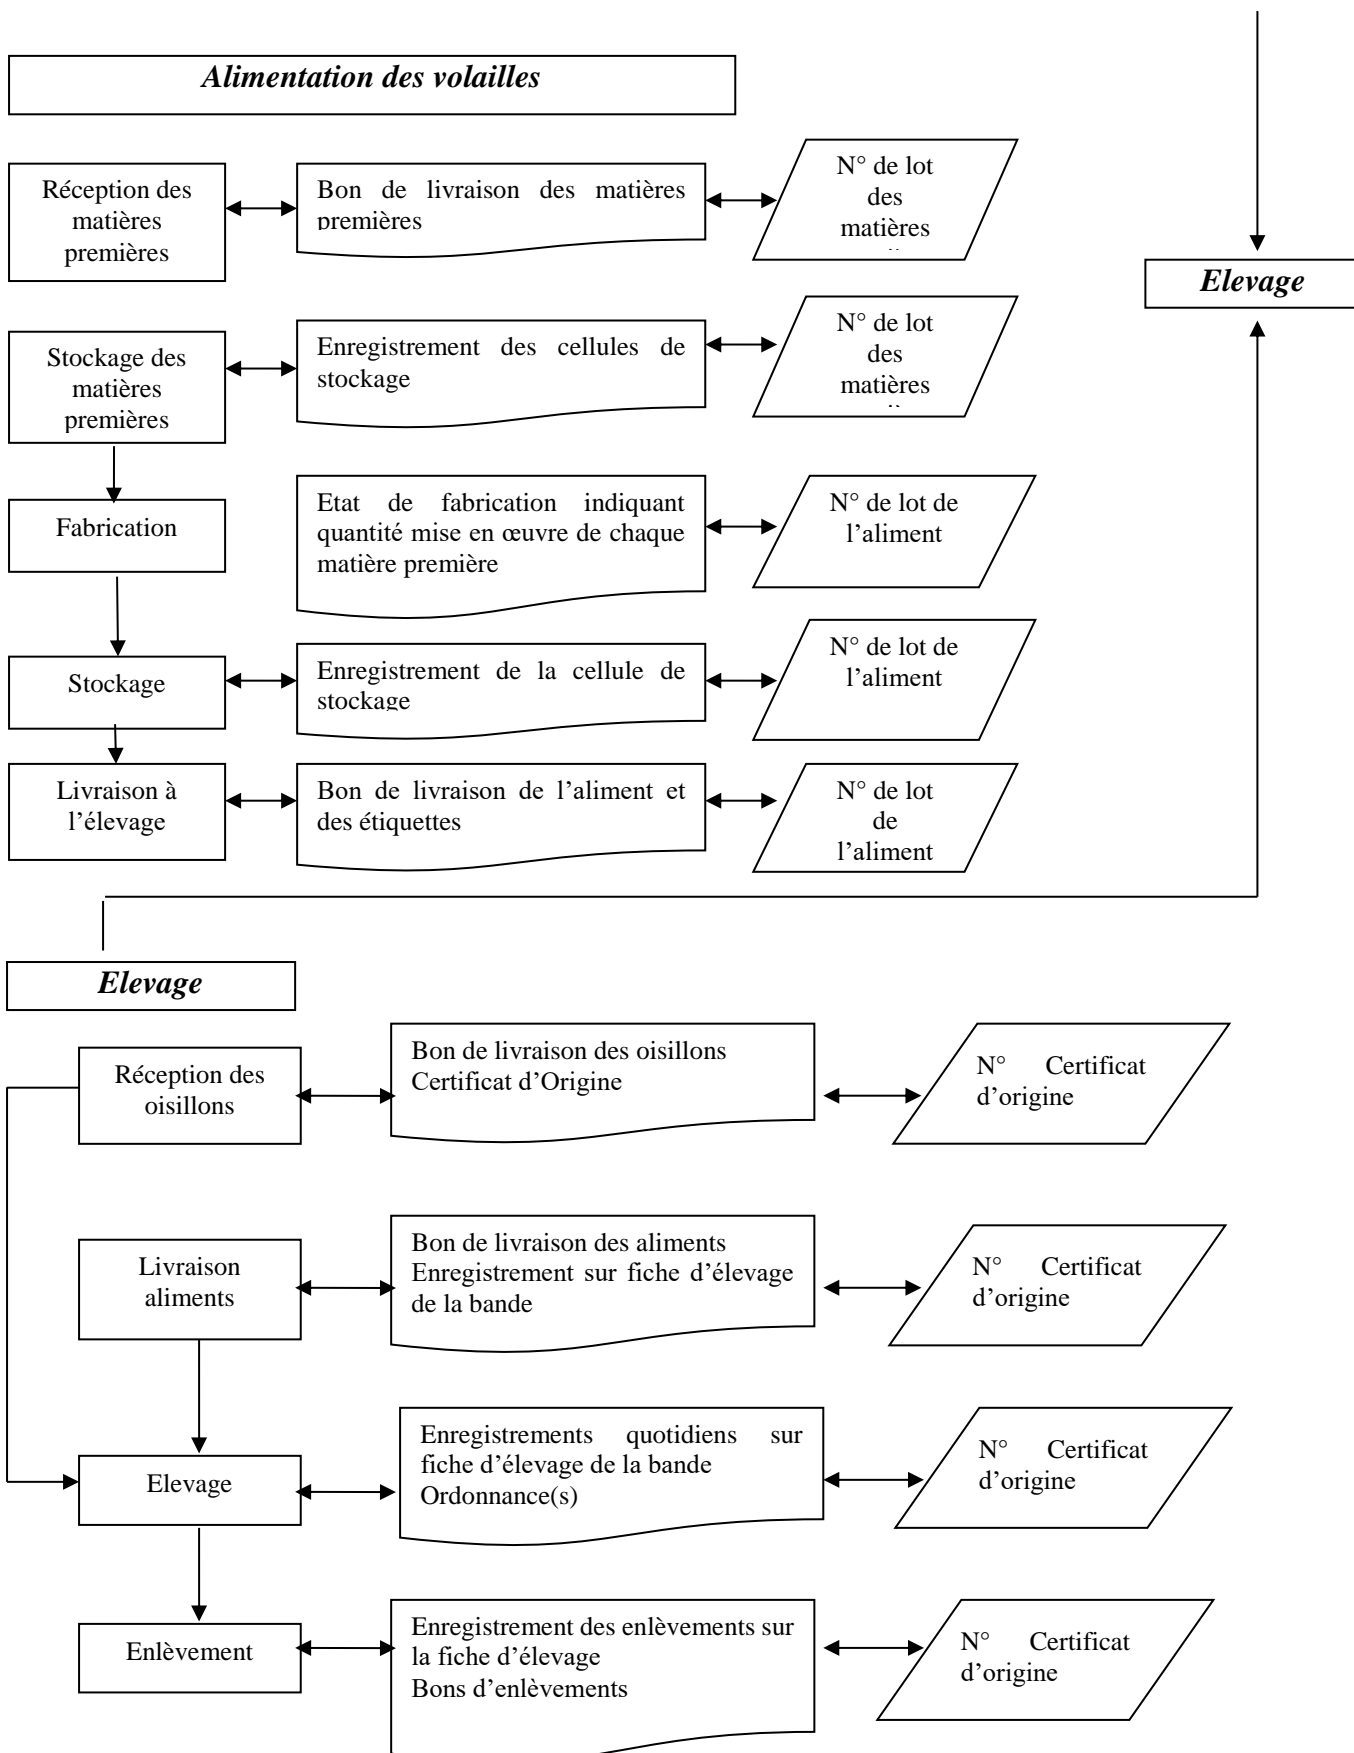 Alimentation des volailles
Réception des
matières
premières
Bon de livraison des matières
premières
N° de lot
des
matières
Elevage
Stockage des
matières
premières
Enregistrement des cellules de
stockage
N° de lot
des
matières
Fabrication
Etat de fabrication indiquant
quantité mise en œuvre de chaque
matière première
N° de lot de
l’aliment
Stockage
Enregistrement de la cellule de
stockage
N° de lot de
l’aliment
Livraison à
l’élevage
Bon de livraison de l’aliment et
des étiquettes
N° de lot
de
l’aliment
Elevage
Réception des
oisillons
Bon de livraison des oisillons
Certificat d’Origine
N° Certificat
d’origine
Livraison
aliments
Bon de livraison des aliments
Enregistrement sur fiche d’élevage
de la bande
N° Certificat
d’origine
Elevage
Enregistrements quotidiens sur
fiche d’élevage de la bande
Ordonnance(s)
N° Certificat
d’origine
Enlèvement
Enregistrement des enlèvements sur
la fiche d’élevage
Bons d’enlèvements
N° Certificat
d’origine